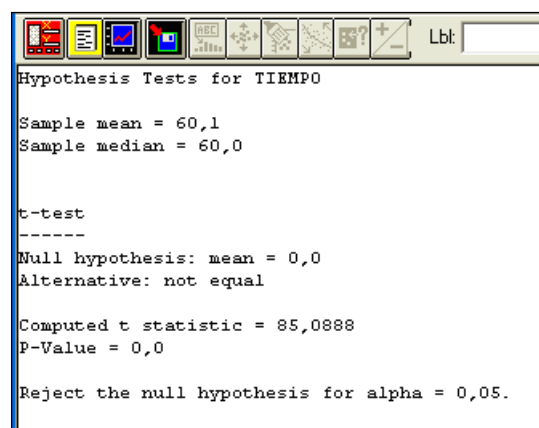 ABC
Lbl:
Hypothesis Tests for TIEMPO
Sample mean = 60,1
Sample median = 60,0
t-test
------
Null hypothesis: mean = 0,0
Alternative: not equal
Computed t statistic = 85,0888
P-Value = 0,0
Reject the null hypothesis for alpha = 0,05.